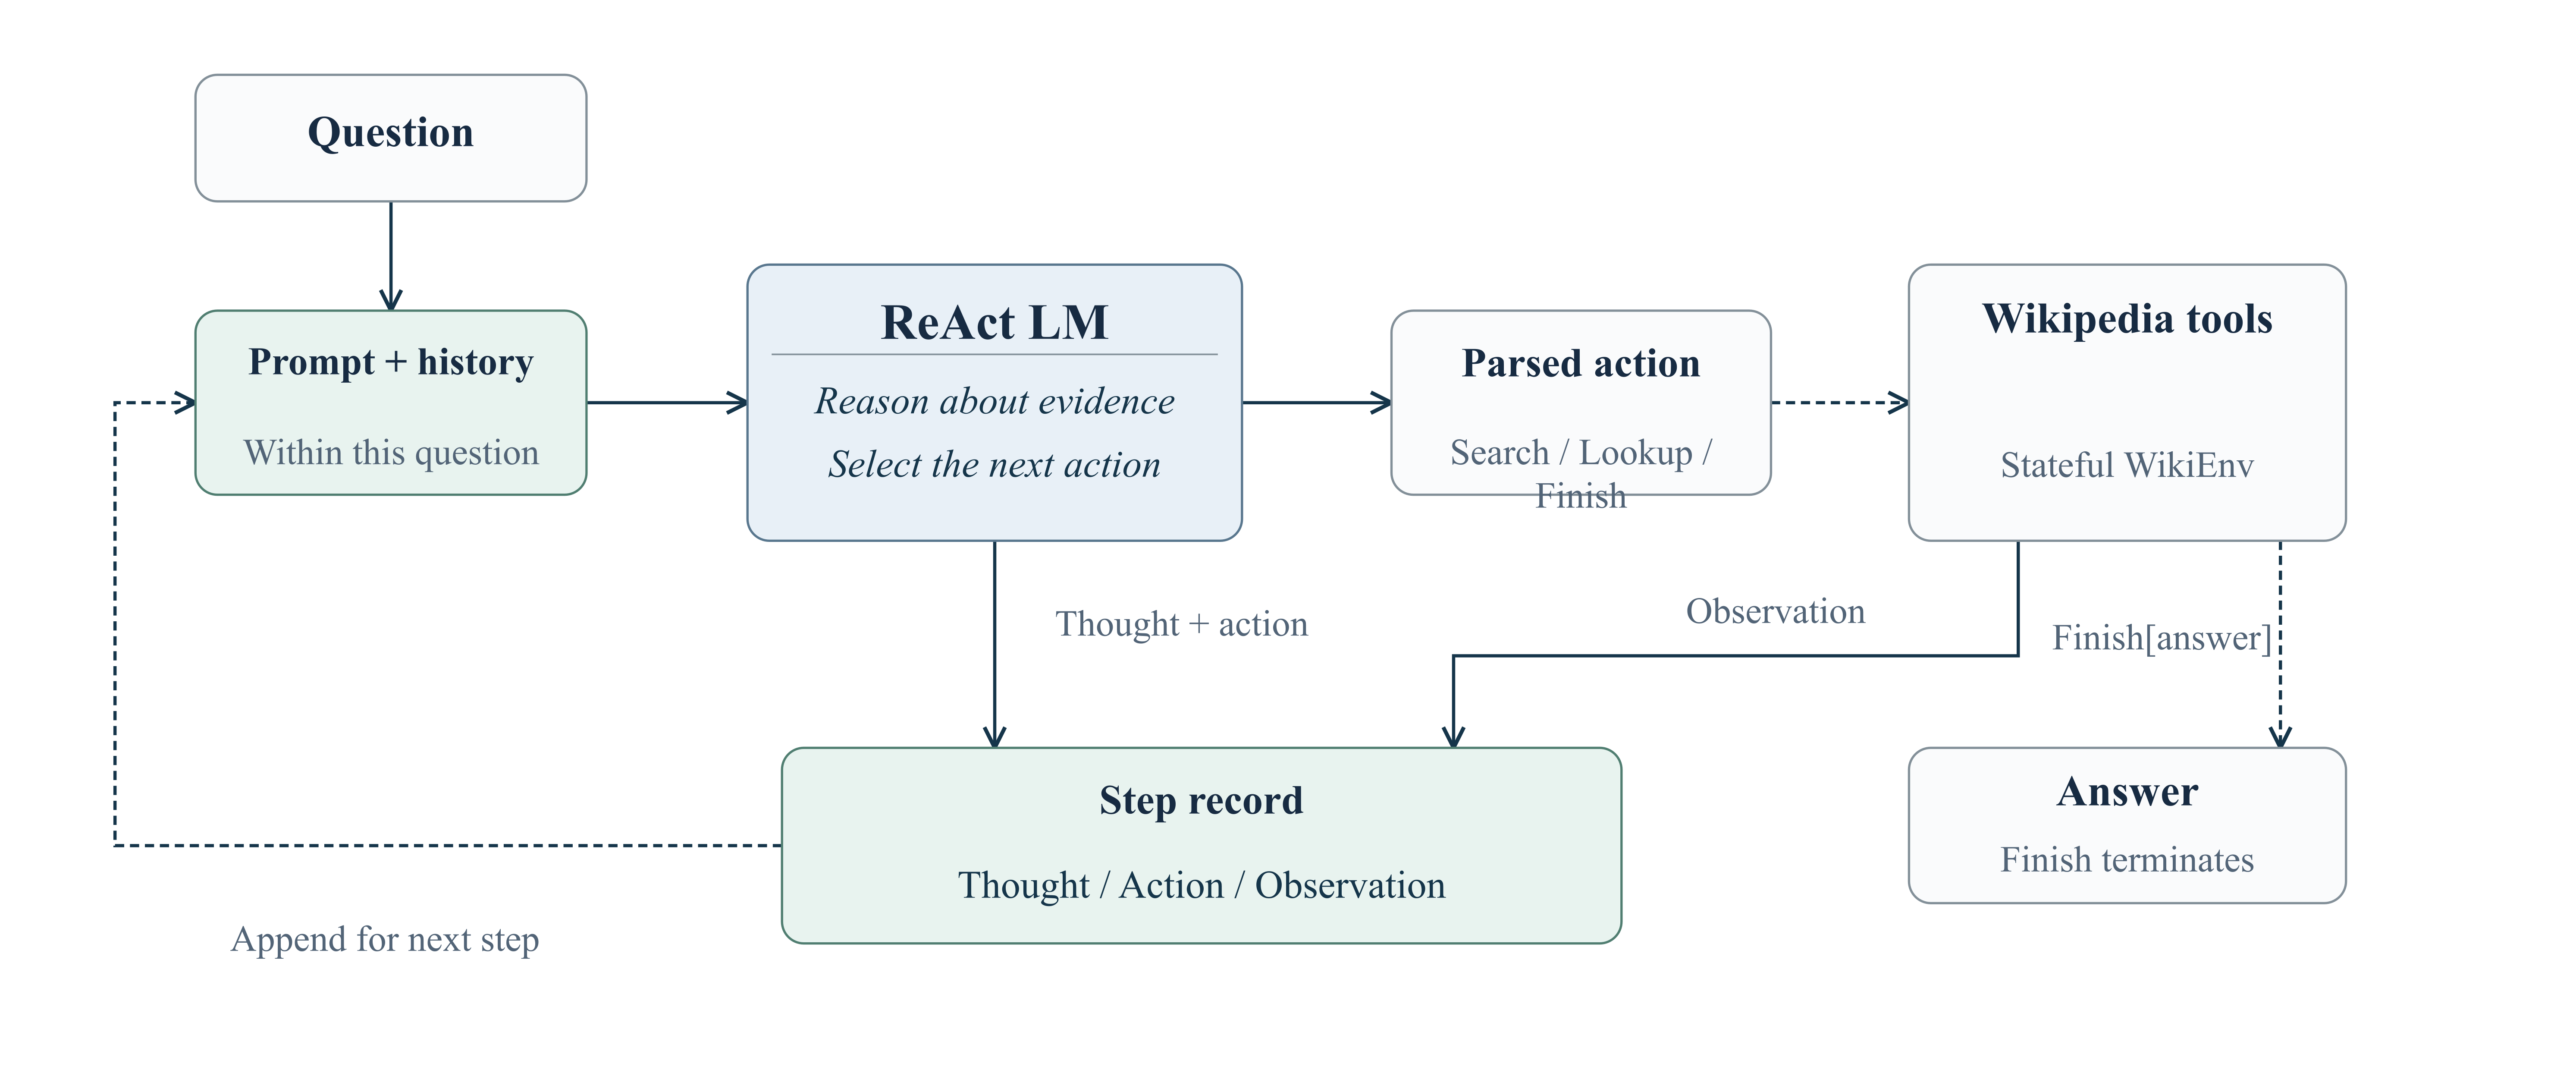 Question
Prompt + history
Within this question
ReAct LM
Reason about evidence
Select the next action
Parsed action
Search / Lookup /
Finish
Wikipedia tools
Stateful WikiEnv
Thought + action
Observation
Finish[answer]
Step record
Thought / Action / Observation
Answer
Finish terminates
Append for next step